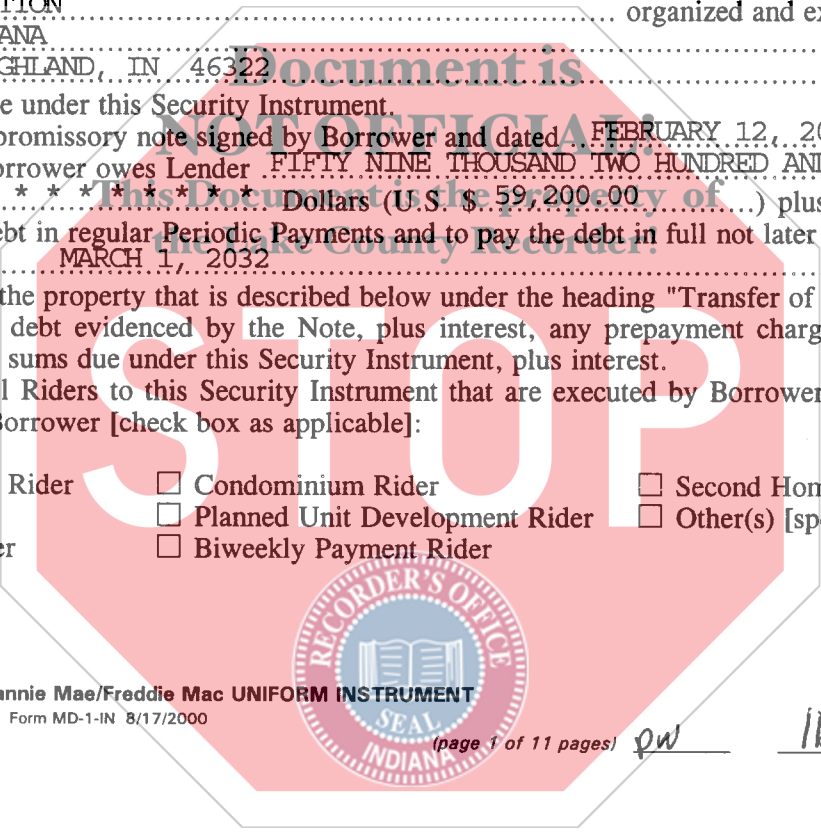 TION
organized and ex
ANA
GHLAND, IN 46322
Document is
e under this Security Instrument.
NOT OFFICIAL!
promissory note signed by Borrower and dated FEBRUARY 12, 20
orrower owes Lender FIFTY NINE THOUSAND TWO HUNDRED AND
This Document is the property of
* * * * * * * * * Dollars (U.S. $ 59,200.00 ) plus
ebt in regular Periodic Payments and to pay the debt in full not later
the Lake County Recorder!
MARCH 1, 2032
the property that is described below under the heading "Transfer of
debt evidenced by the Note, plus interest, any prepayment charg
sums due under this Security Instrument, plus interest.
l Riders to this Security Instrument that are executed by Borrower
Borrower [check box as applicable]:
STOP
Rider ☐ Condominium Rider ☐ Second Hom
☐ Planned Unit Development Rider ☐ Other(s) [spe
er ☐ Biweekly Payment Rider
RECORDER'S OFFICE
SEAL
INDIANA
annie Mae/Freddie Mac UNIFORM INSTRUMENT
Form MD-1-IN 8/17/2000
(page 1 of 11 pages) pw